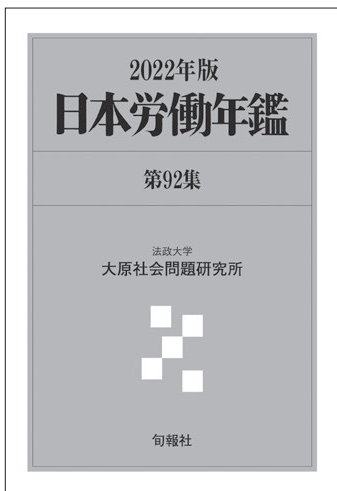 2022年版
日本労働年鑑
第92集
法政大学
大原社会問題研究所
旬報社